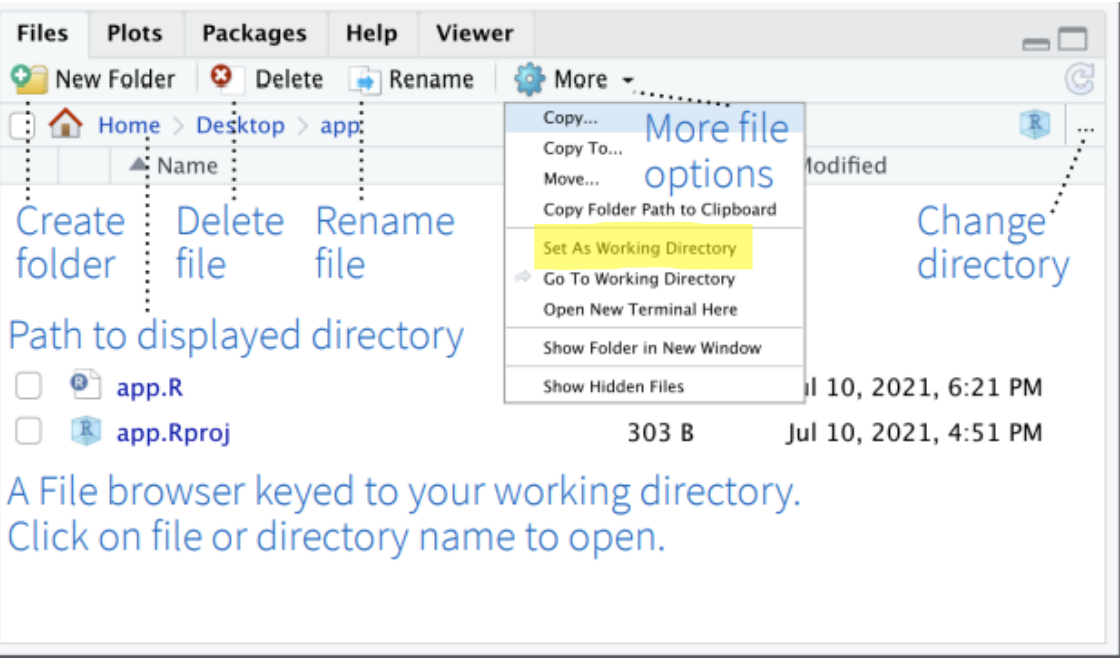 Files Plots Packages Help Viewer
New Folder Delete Rename More
Home > Desktop > app
Copy...
More file
options
Copy To...
Move...
Copy Folder Path to Clipboard
Set As Working Directory
Go To Working Directory
Open New Terminal Here
Show Folder in New Window
Show Hidden Files
R
...
Name
Modified
Create
folder
Delete
file
Rename
file
Change
directory
Path to displayed directory
app.R
Jul 10, 2021, 6:21 PM
app.Rproj 303 B Jul 10, 2021, 4:51 PM
A File browser keyed to your working directory.
Click on file or directory name to open.